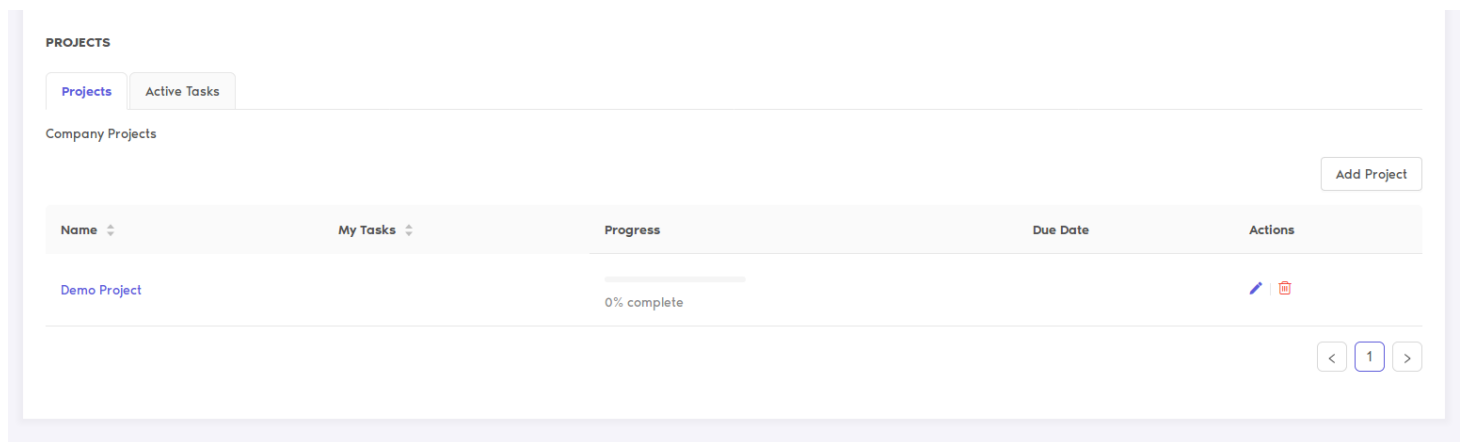 PROJECTS
Projects Active Tasks
Company Projects
Add Project
Name My Tasks Progress Due Date Actions
Demo Project
0% complete
< 1 >